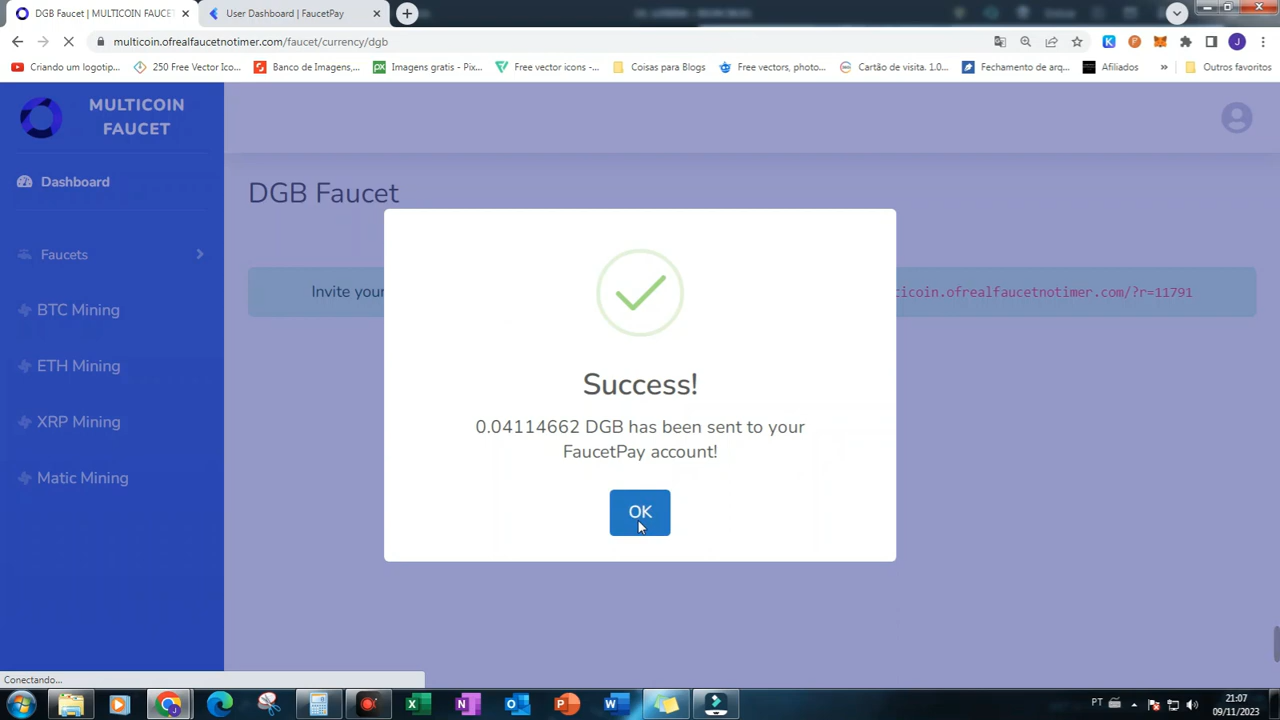 DGB Faucet | MULTICOIN FAUCET
User Dashboard | FaucetPay
multicoin.ofrealfaucetnotimer.com/faucet/currency/dgb
Criando um logotip...
250 Free Vector Ico...
Banco de Imagens,...
Imagens gratis - Pix...
Free vector icons -...
Coisas para Blogs
Free vectors, photo...
Cartão de visita. 1.0...
Fechamento de arq...
Afiliados
»
Outros favoritos
MULTICOIN
FAUCET
Dashboard
DGB Faucet
Faucets
Invite your
ticoin.ofrealfaucetnotimer.com/?r=11791
BTC Mining
ETH Mining
XRP Mining
Matic Mining
Success!
0.04114662 DGB has been sent to your
FaucetPay account!
OK
Conectando...
PT
21:07
09/11/2023